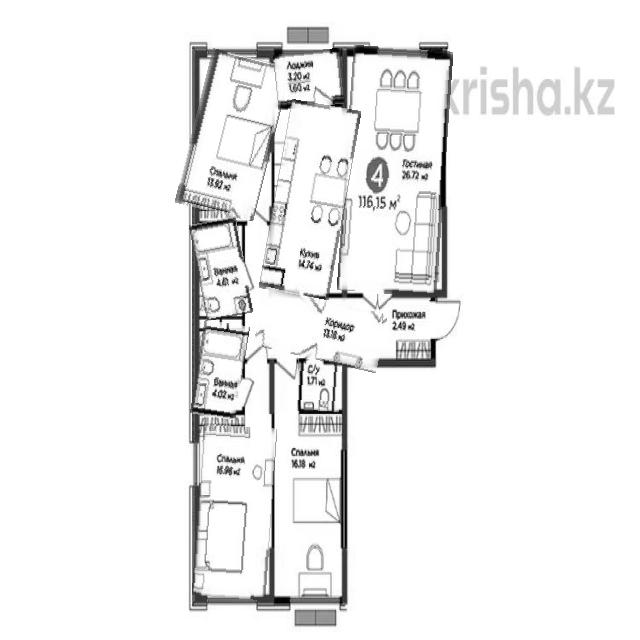 krisha.kz
Лоджия
3.20 м2
1.60 м2
Спальня
13.92 м2
Гостиная
26.72 м2
4
116,15 м²
Кухня
14.74 м2
Ванная
4.61 м2
Коридор
13.18 м2
Прихожая
2.49 м2
Ванная
4.02 м2
С/У
1.71 м2
Спальня
16.96 м2
Спальня
16.18 м2